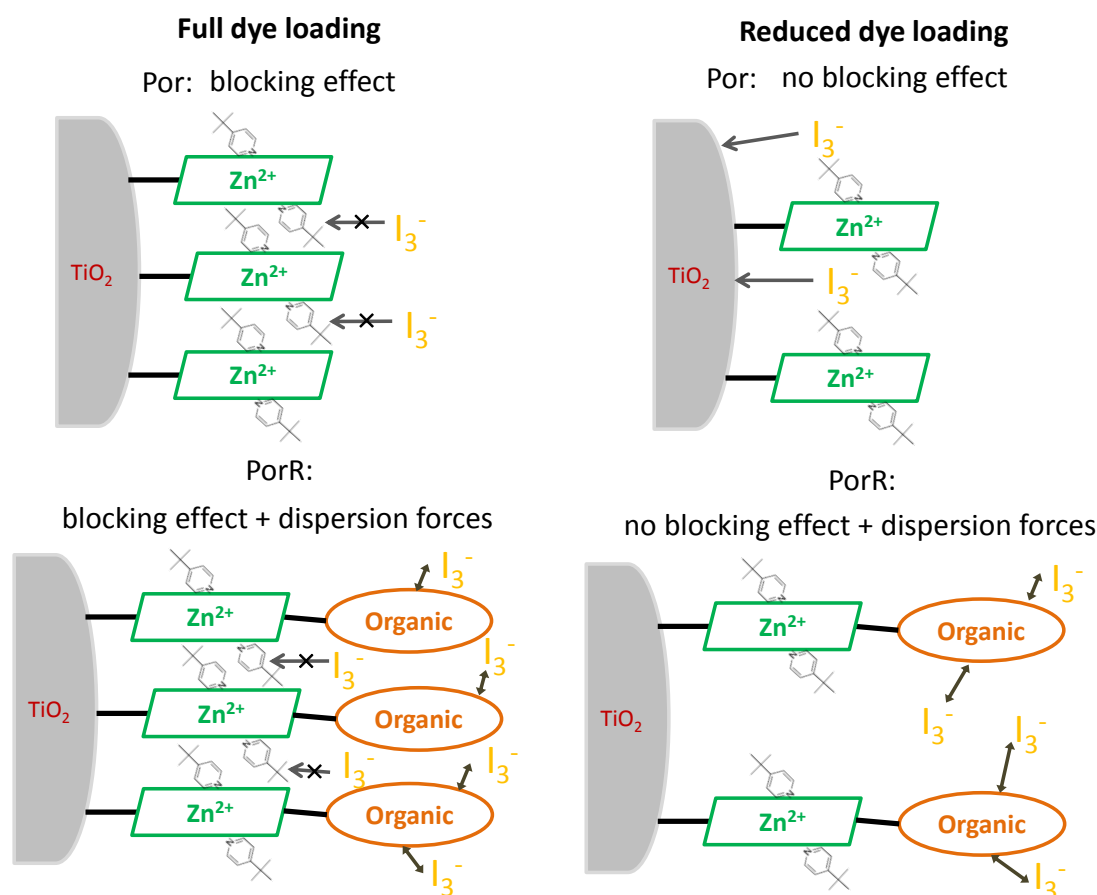 Full dye loading
Por: blocking effect
Zn²⁺
I₃⁻
Zn²⁺
TiO₂
I₃⁻
Zn²⁺
N
N
N
N
N
N
Reduced dye loading
Por: no blocking effect
I₃⁻
Zn²⁺
TiO₂
I₃⁻
Zn²⁺
N
N
N
N
PorR:
blocking effect + dispersion forces
I₃⁻
Zn²⁺
Organic
I₃⁻
I₃⁻
TiO₂
Zn²⁺
Organic
I₃⁻
I₃⁻
Zn²⁺
Organic
I₃⁻
N
N
N
N
N
N
PorR:
no blocking effect + dispersion forces
I₃⁻
Zn²⁺
Organic
I₃⁻
TiO₂
I₃⁻
Zn²⁺
Organic
I₃⁻
N
N
N
N